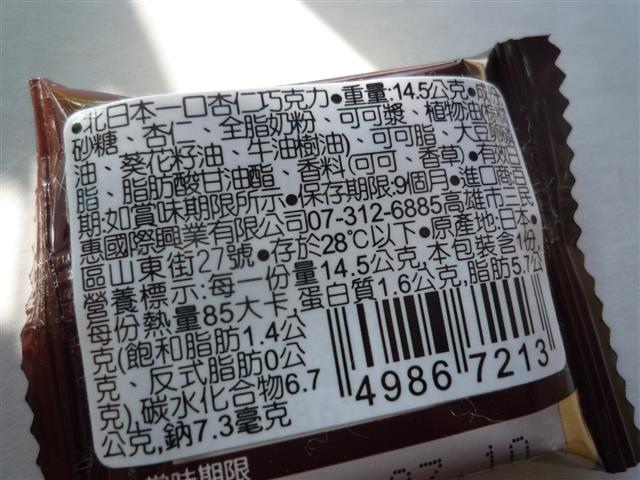 ●北日本一口杏仁巧克力●重量:14.5公克●成份:
砂糖、杏仁、全脂奶粉、可可漿、植物油(棕櫚
油、葵花籽油、牛油樹油)、可可脂、大豆卵磷
脂、脂肪酸甘油酯、香料(可可、香草)●有效日
期:如賞味期限所示●保存期限:9個月●進口商:良
惠國際興業有限公司07-312-6885高雄市三民
區山東街27號●存於28℃以下●原產地:日本●
營養標示:每一份量14.5公克,本包裝含1份,
每份熱量85大卡,蛋白質1.6公克,脂肪5.7公
克(飽和脂肪1.4公
克、反式脂肪0公
克),碳水化合物6.7
公克,鈉7.3毫克
4986 7213
賞味期限